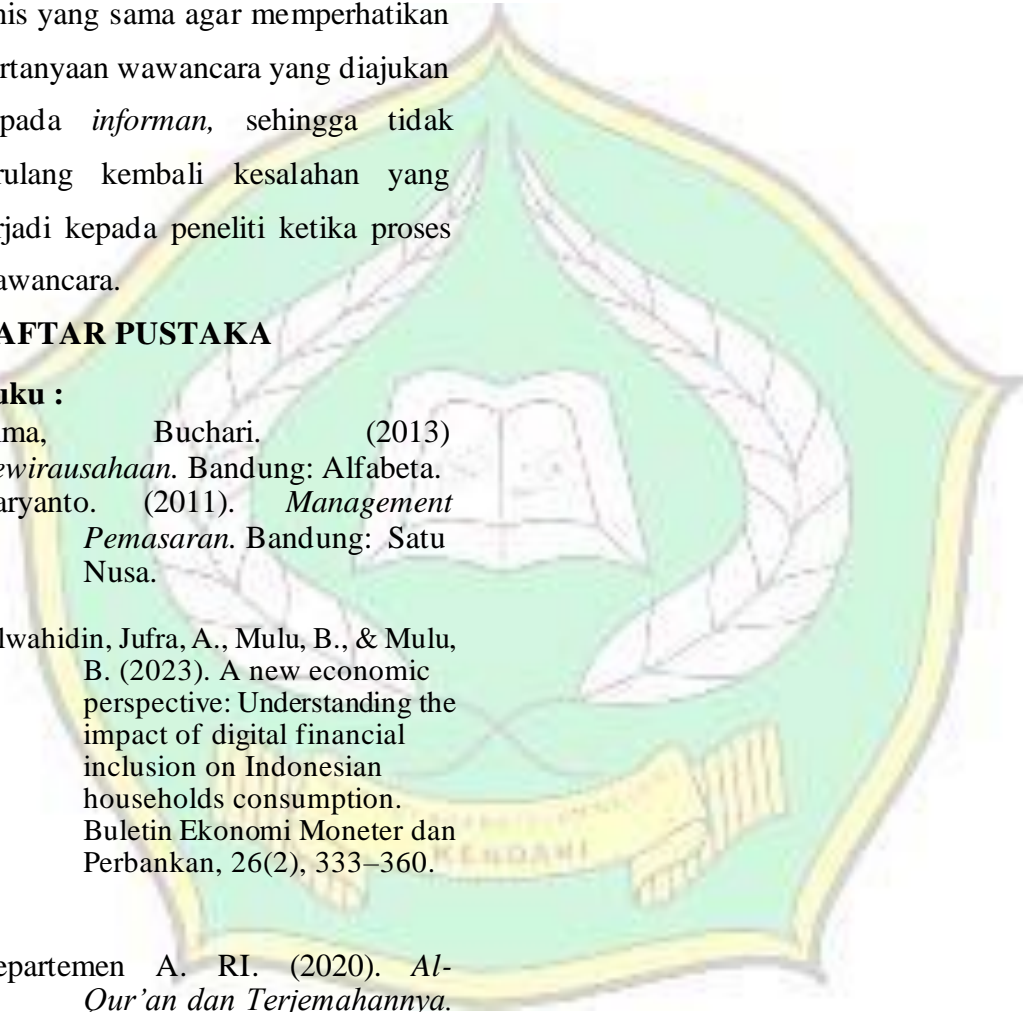 nis yang sama agar memperhatikan
rtanyaan wawancara yang diajukan
pada informan, sehingga tidak
rulang kembali kesalahan yang
rjadi kepada peneliti ketika proses
awancara.
AFTAR PUSTAKA
uku :
ma, Buchari. (2013)
ewirausahaan. Bandung: Alfabeta.
aryanto. (2011). Management
Pemasaran. Bandung: Satu
Nusa.
lwahidin, Jufra, A., Mulu, B., & Mulu,
B. (2023). A new economic
perspective: Understanding the
impact of digital financial
inclusion on Indonesian
households consumption.
Buletin Ekonomi Moneter dan
Perbankan, 26(2), 333–360.
KENDARI
epartemen A. RI. (2020). Al-
Qur’an dan Terjemahannya.